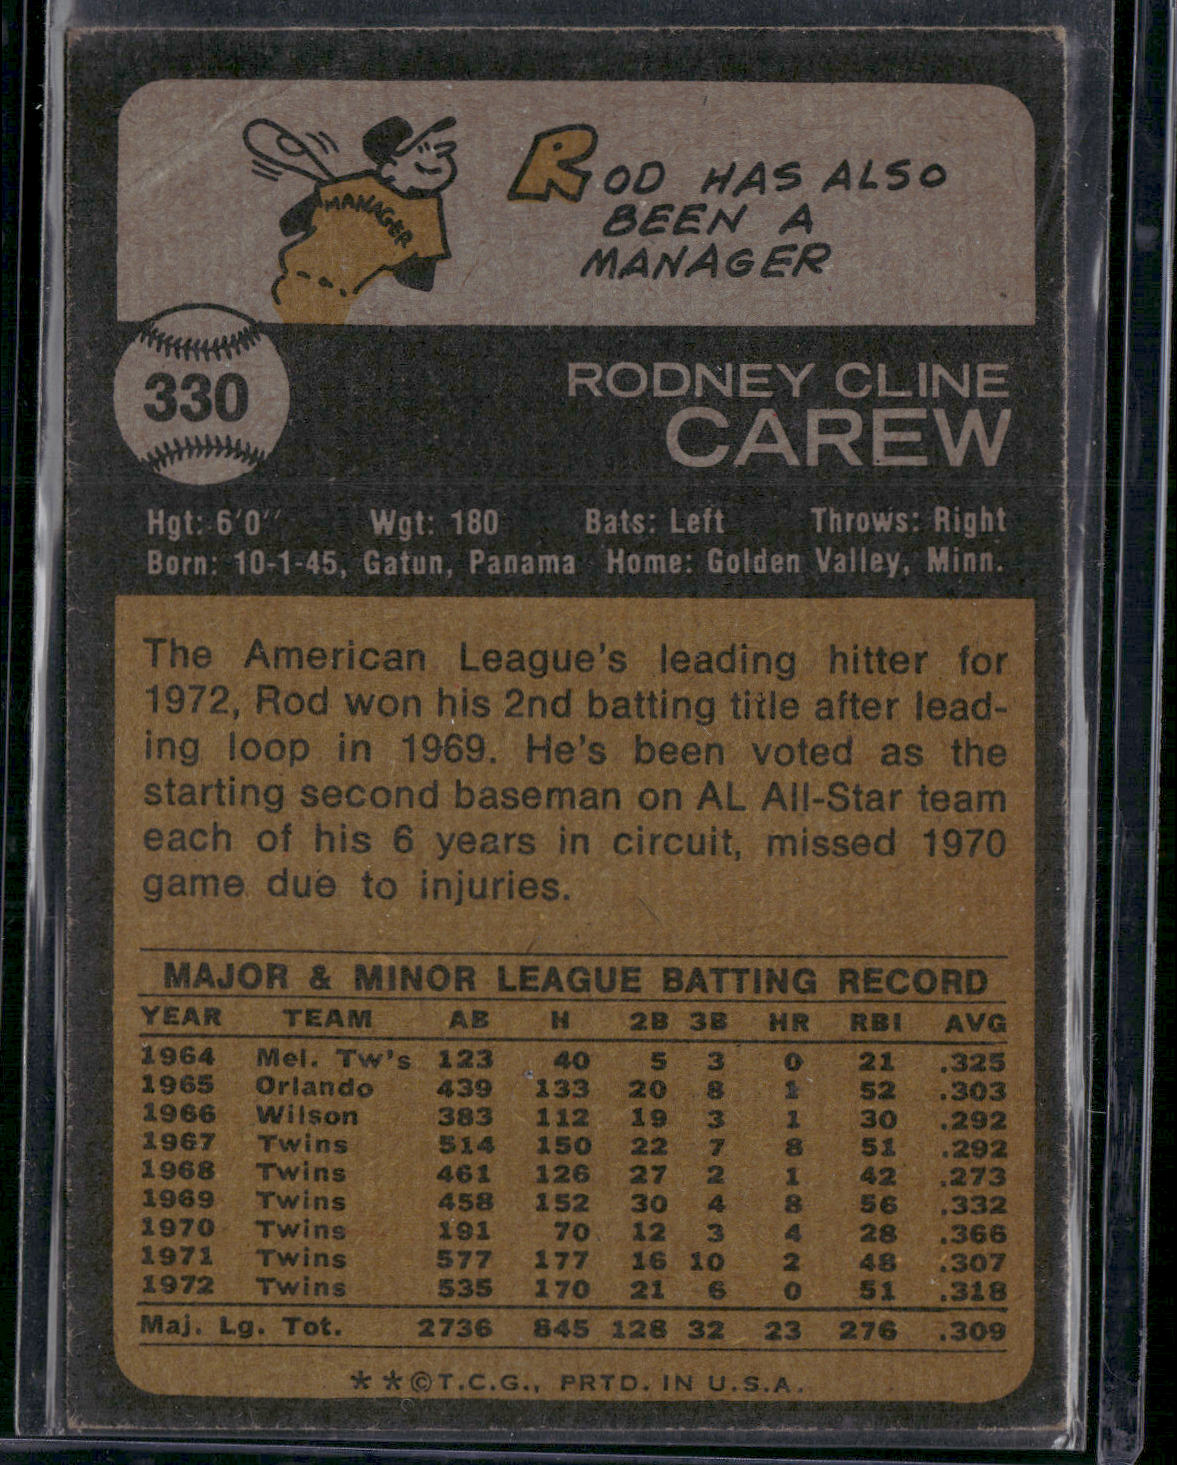 MANAGER
ROD HAS ALSO
BEEN A
MANAGER
330
RODNEY CLINE
CAREW
Hgt: 6'0" Wgt: 180 Bats: Left Throws: Right
Born: 10-1-45, Gatun, Panama Home: Golden Valley, Minn.
The American League's leading hitter for
1972, Rod won his 2nd batting title after lead-
ing loop in 1969. He's been voted as the
starting second baseman on AL All-Star team
each of his 6 years in circuit, missed 1970
game due to injuries.
MAJOR & MINOR LEAGUE BATTING RECORD
YEAR TEAM AB H 2B 3B HR RBI AVG
1964 Mel. Tw's 123 40 5 3 0 21 .325
1965 Orlando 439 133 20 8 1 52 .303
1966 Wilson 383 112 19 3 1 30 .292
1967 Twins 514 150 22 7 8 51 .292
1968 Twins 461 126 27 2 1 42 .273
1969 Twins 458 152 30 4 8 56 .332
1970 Twins 191 70 12 3 4 28 .366
1971 Twins 577 177 16 10 2 48 .307
1972 Twins 535 170 21 6 0 51 .318
Maj. Lg. Tot. 2736 845 128 32 23 276 .309
**©T.C.G., PRTD. IN U.S.A.